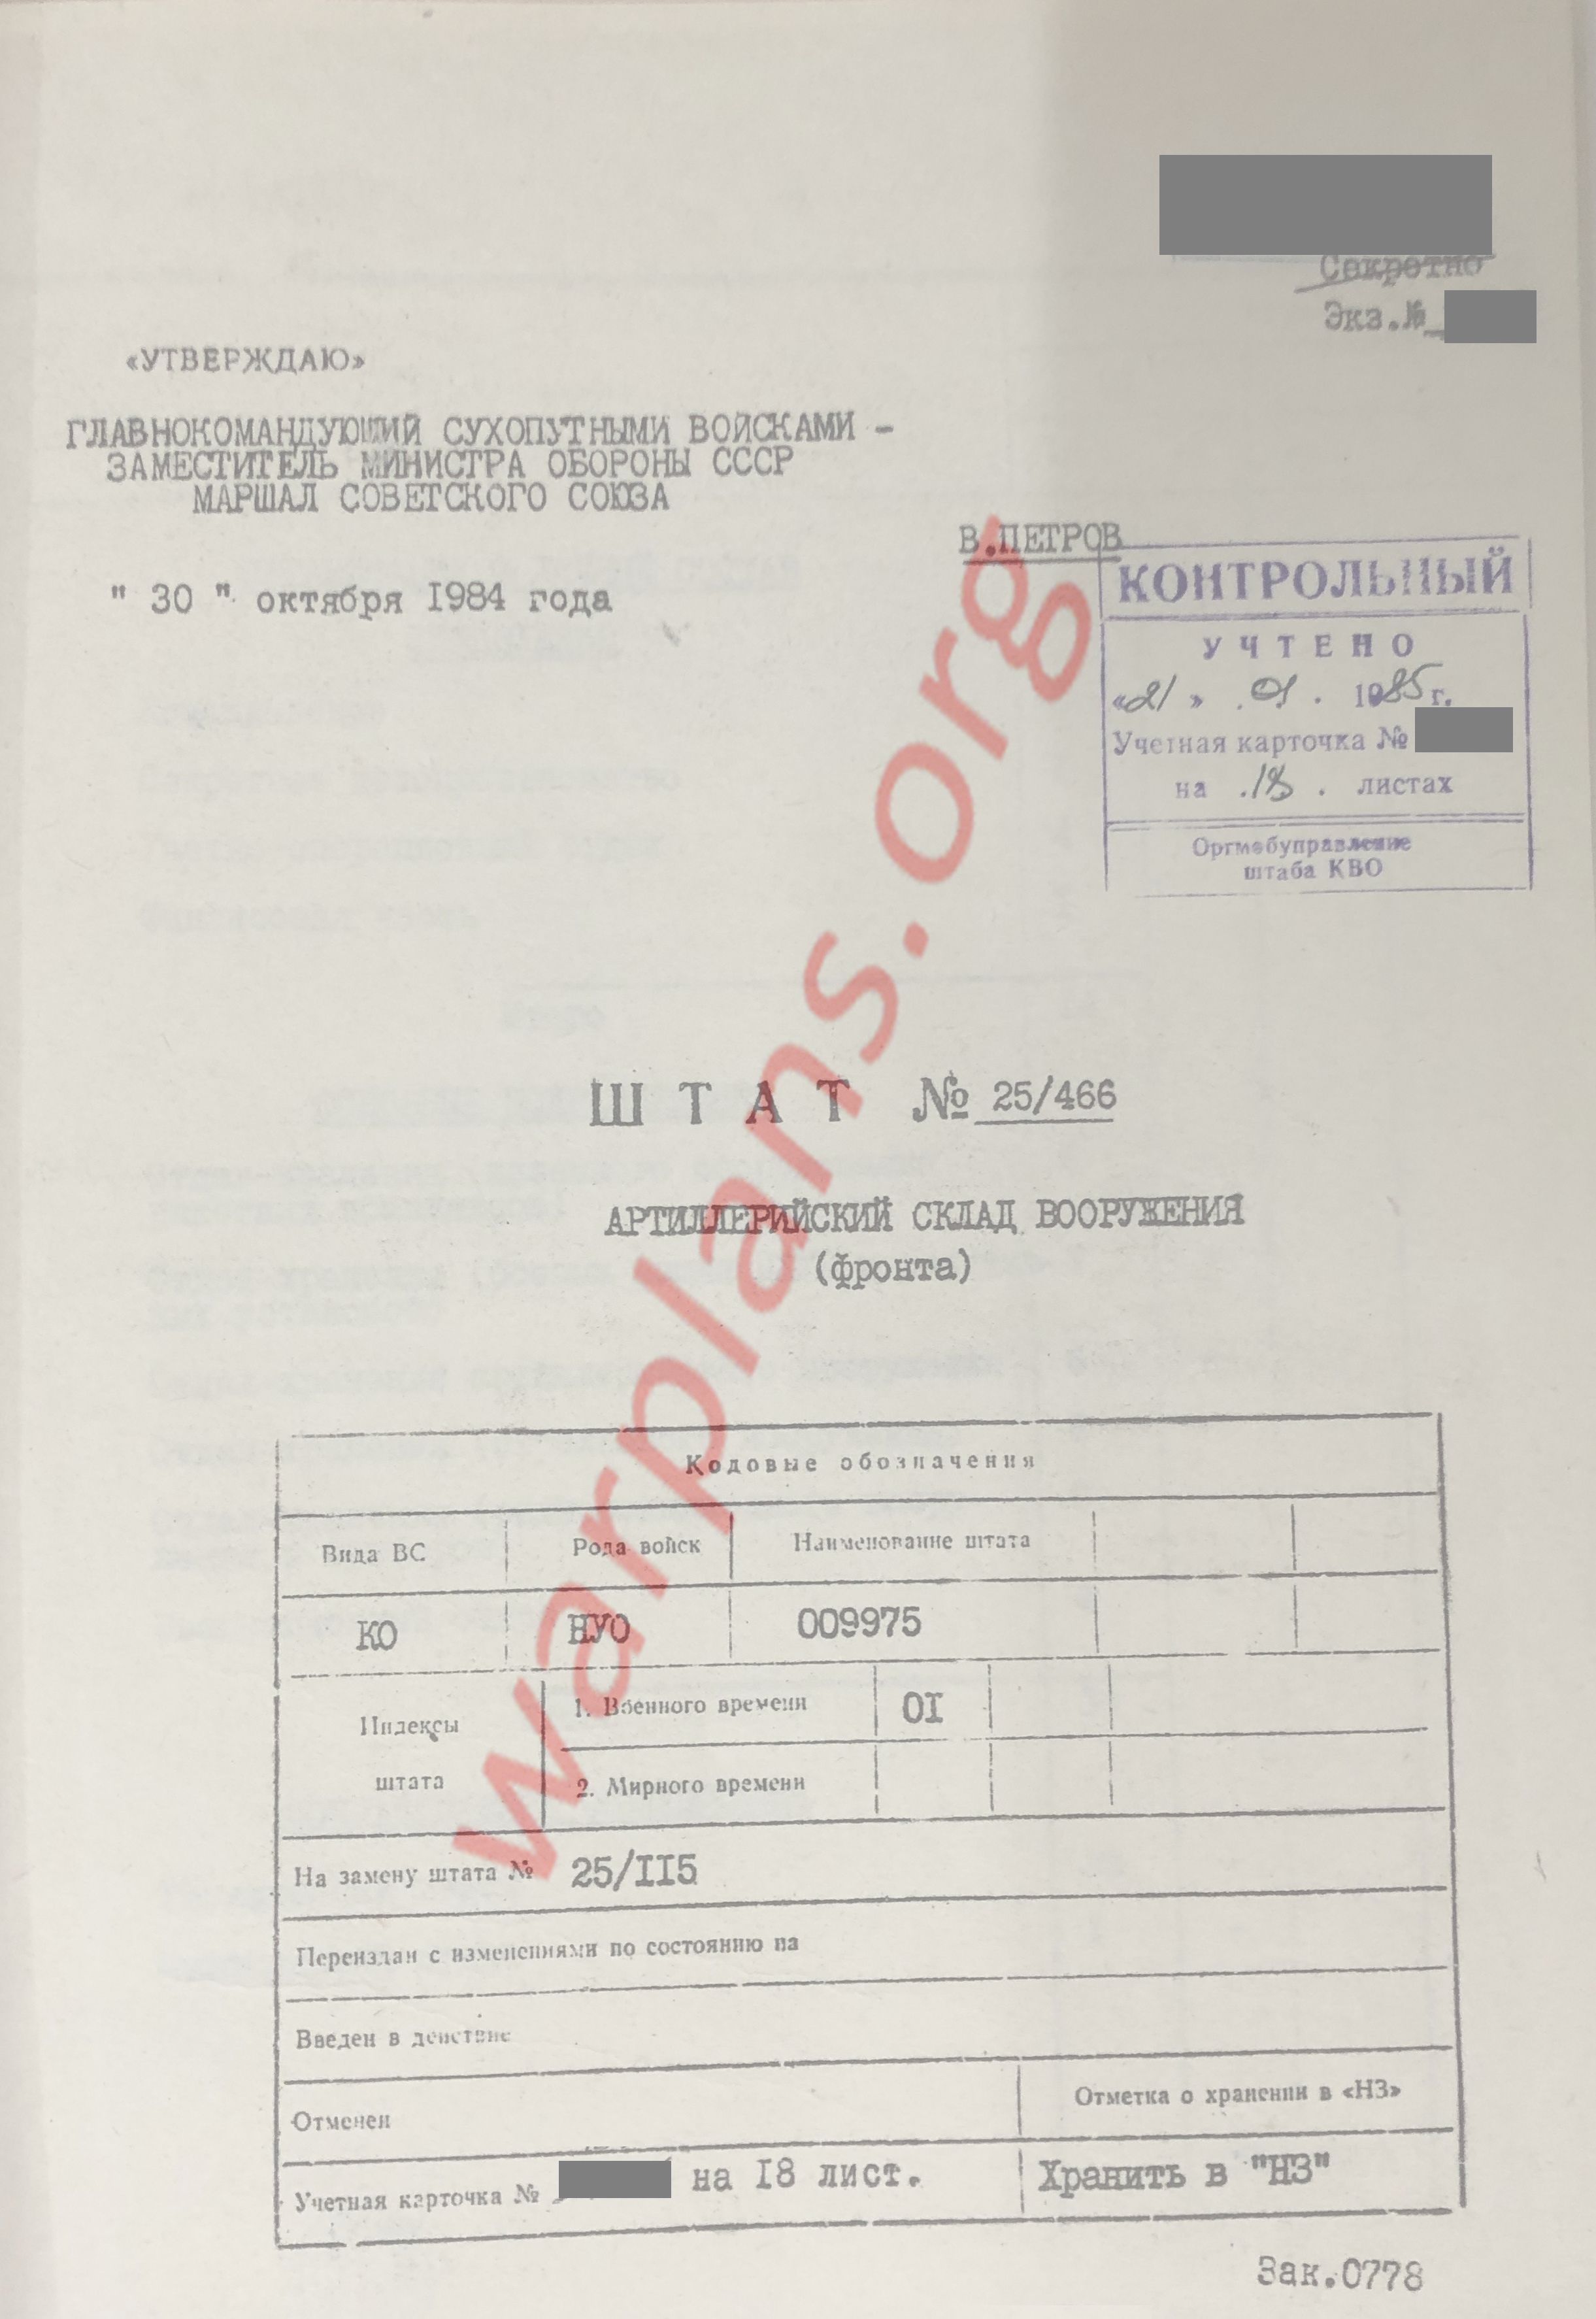 Секретно
Экз.№
«УТВЕРЖДАЮ»
ГЛАВНОКОМАНДУЮЩИЙ СУХОПУТНЫМИ ВОЙСКАМИ –
ЗАМЕСТИТЕЛЬ МИНИСТРА ОБОРОНЫ СССР
МАРШАЛ СОВЕТСКОГО СОЮЗА
В.ПЕТРОВ
" 30 " октября I984 года
КОНТРОЛЬНЫЙ
УЧТЕНО
«21» . 01 . 1985 г.
Учетная карточка №
на . 18 . листах
Оргмобуправление
штаба КВО
ШТАТ № 25/466
АРТИЛЛЕРИЙСКИЙ СКЛАД ВООРУЖЕНИЯ
(фронта)
Кодовые обозначения
Вида ВС Рода войск Наименование штата
КО НУО 009975
Индексы штата
1. Военного времени 0I
2. Мирного времени
На замену штата № 25/II5
Переиздан с изменениями по состоянию на
Введен в действие
Отменен
Отметка о хранении в «НЗ»
Учетная карточка № на I8 лист.
Хранить в "НЗ"
Зак.0778
warplans.org